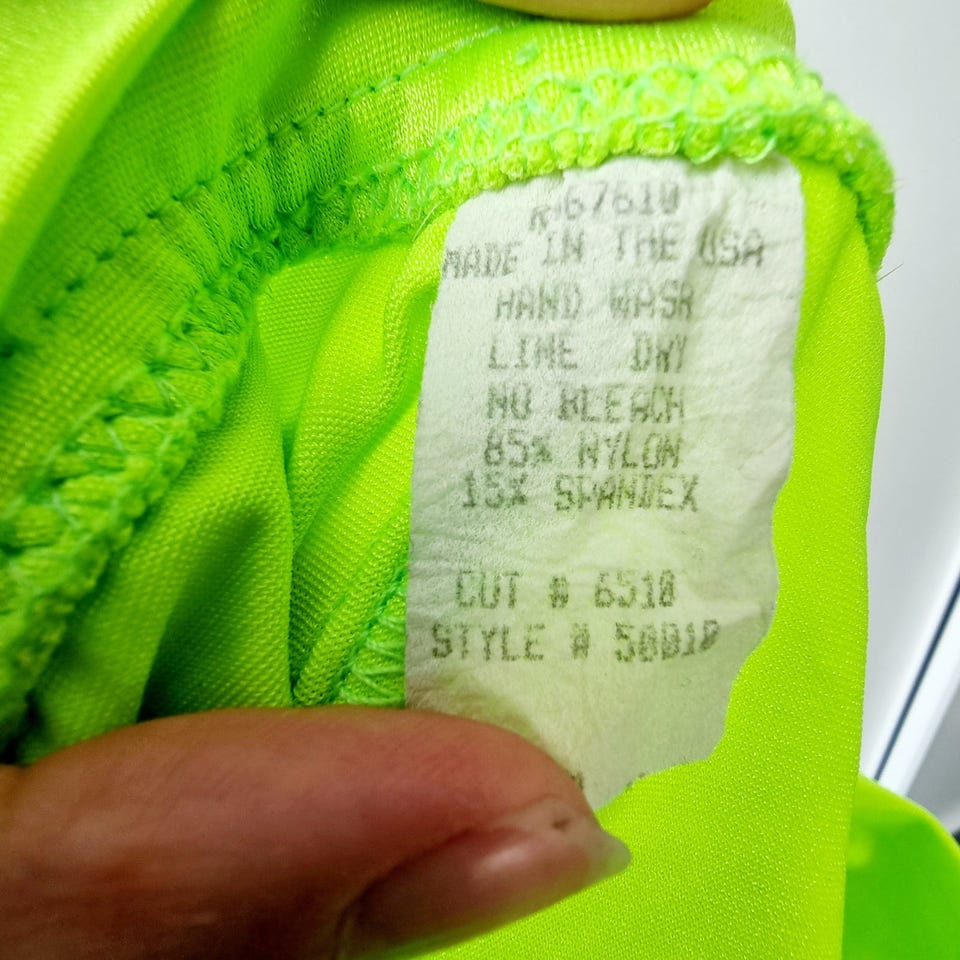 RN 67610
MADE IN THE USA
HAND WASH
LINE DRY
NO BLEACH
85% NYLON
15% SPANDEX
CUT # 6510
STYLE # 50010